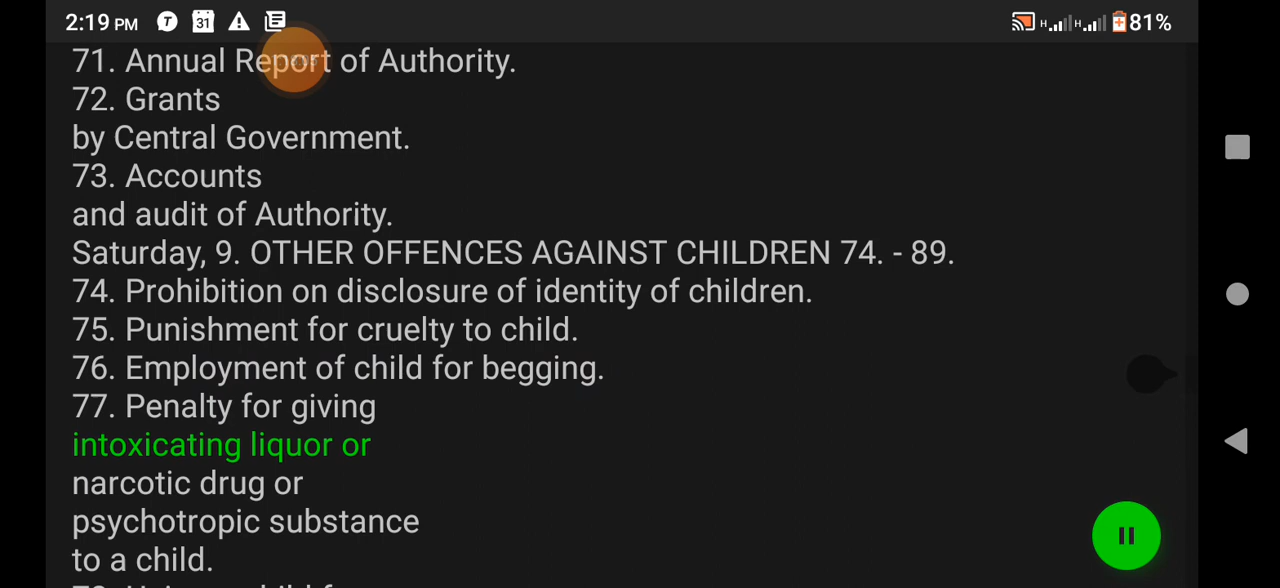 2:19 PM T 31 H H 81%
71. Annual Report of Authority.
72. Grants
by Central Government.
73. Accounts
and audit of Authority.
Saturday, 9. OTHER OFFENCES AGAINST CHILDREN 74. - 89.
74. Prohibition on disclosure of identity of children.
75. Punishment for cruelty to child.
76. Employment of child for begging.
77. Penalty for giving
intoxicating liquor or
narcotic drug or
psychotropic substance
to a child.